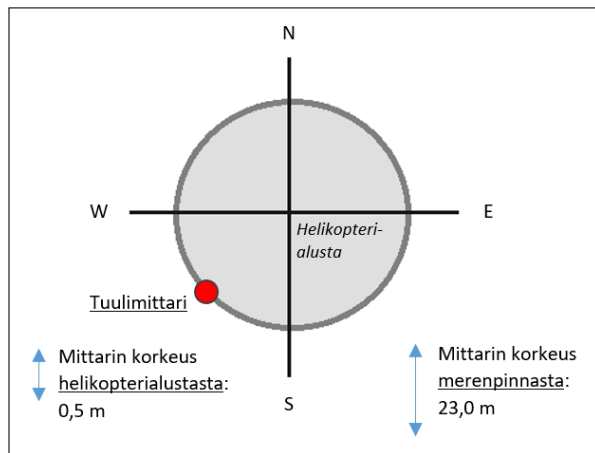 N
W
E
Helikopteri-
alusta
Tuulimittari
Mittarin korkeus
helikopterialustasta:
0,5 m
S
Mittarin korkeus
merenpinnasta:
23,0 m